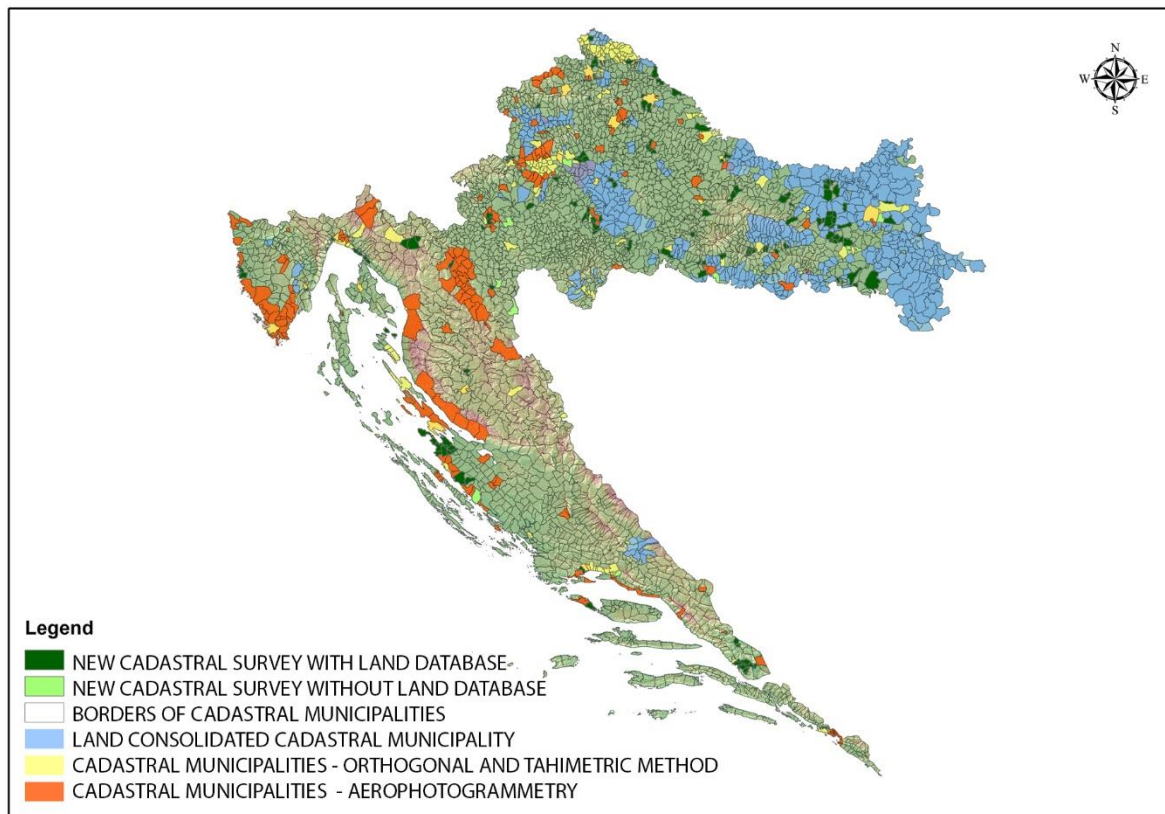 N
W
E
S
Legend
NEW CADASTRAL SURVEY WITH LAND DATABASE
NEW CADASTRAL SURVEY WITHOUT LAND DATABASE
BORDERS OF CADASTRAL MUNICIPALITIES
LAND CONSOLIDATED CADASTRAL MUNICIPALITY
CADASTRAL MUNICIPALITIES - ORTHOGONAL AND TAHIMETRIC METHOD
CADASTRAL MUNICIPALITIES - AEROPHOTOGRAMMETRY